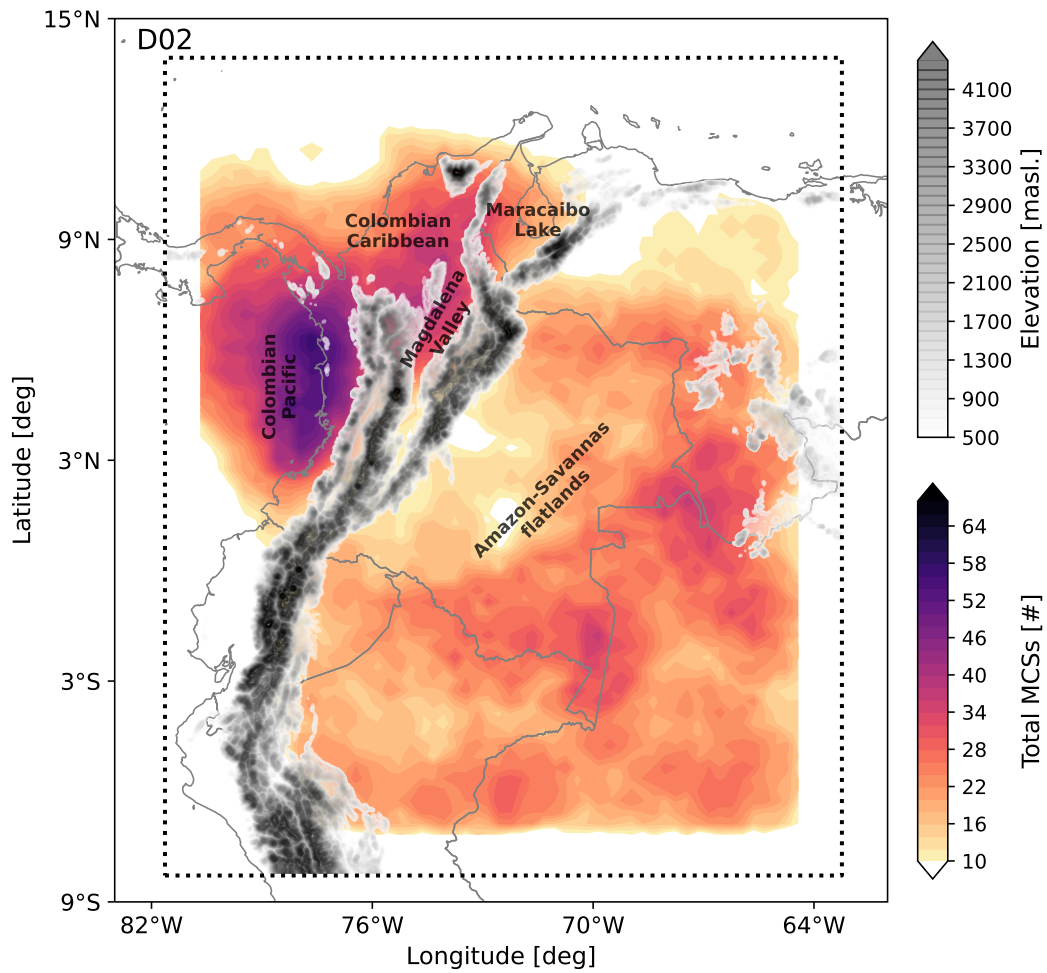 15°N
9°N
3°N
3°S
9°S
Latitude [deg]
D02
Colombian
Caribbean
Maracaibo
Lake
Magdalena
Valley
Colombian
Pacific
Amazon-Savannas
flatlands
82°W
76°W
70°W
64°W
Longitude [deg]
4100
3700
3300
2900
2500
2100
1700
1300
900
500
Elevation [masl.]
64
58
52
46
40
34
28
22
16
10
Total MCSs [#]